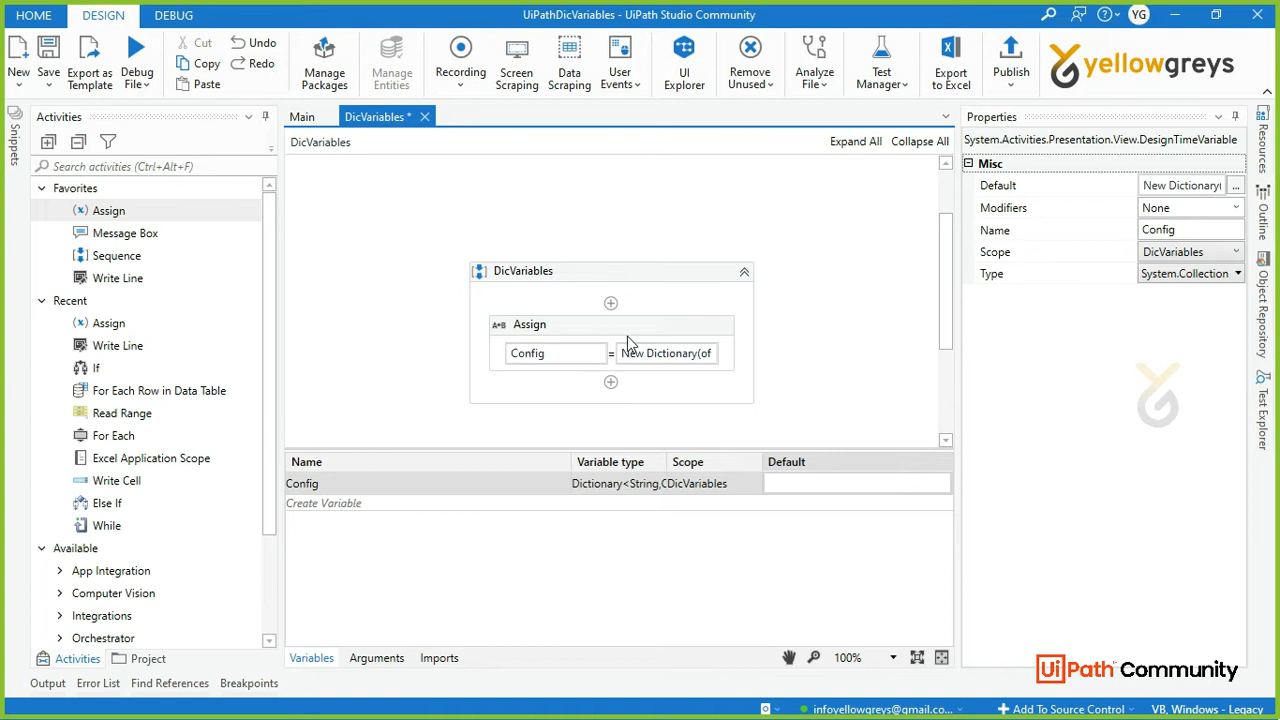 HOME DESIGN DEBUG UiPathDicVariables - UiPath Studio Community YG
New Save Export as Template Debug File Cut Copy Paste Undo Redo Manage Packages Manage Entities Recording Screen Scraping Data Scraping User Events UI Explorer Remove Unused Analyze File Test Manager Export to Excel Publish yellowgreys
Snippets
Activities
Search activities (Ctrl+Alt+F)
Favorites
Assign
Message Box
Sequence
Write Line
Recent
Assign
Write Line
If
For Each Row in Data Table
Read Range
For Each
Excel Application Scope
Write Cell
Else If
While
Available
App Integration
Computer Vision
Integrations
Orchestrator
Activities Project
Main DicVariables *
DicVariables Expand All Collapse All
DicVariables
A*B Assign
Config = New Dictionary(of
Name Variable type Scope Default
Config Dictionary<String,O DicVariables
Create Variable
Variables Arguments Imports 100%
Properties
System.Activities.Presentation.View.DesignTimeVariable
Misc
Default New Dictionary( ...
Modifiers None
Name Config
Scope DicVariables
Type System.Collection
Resources
Outline
Object Repository
Test Explorer
UiPath Community
Output Error List Find References Breakpoints
infoyellowgreys@gmail.co... Add To Source Control VB, Windows - Legacy